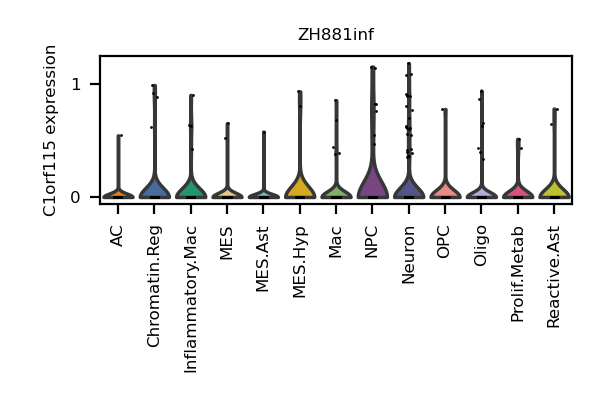 ZH881inf
C1orf115 expression
1
0
AC
Chromatin.Reg
Inflammatory.Mac
MES
MES.Ast
MES.Hyp
Mac
NPC
Neuron
OPC
Oligo
Prolif.Metab
Reactive.Ast